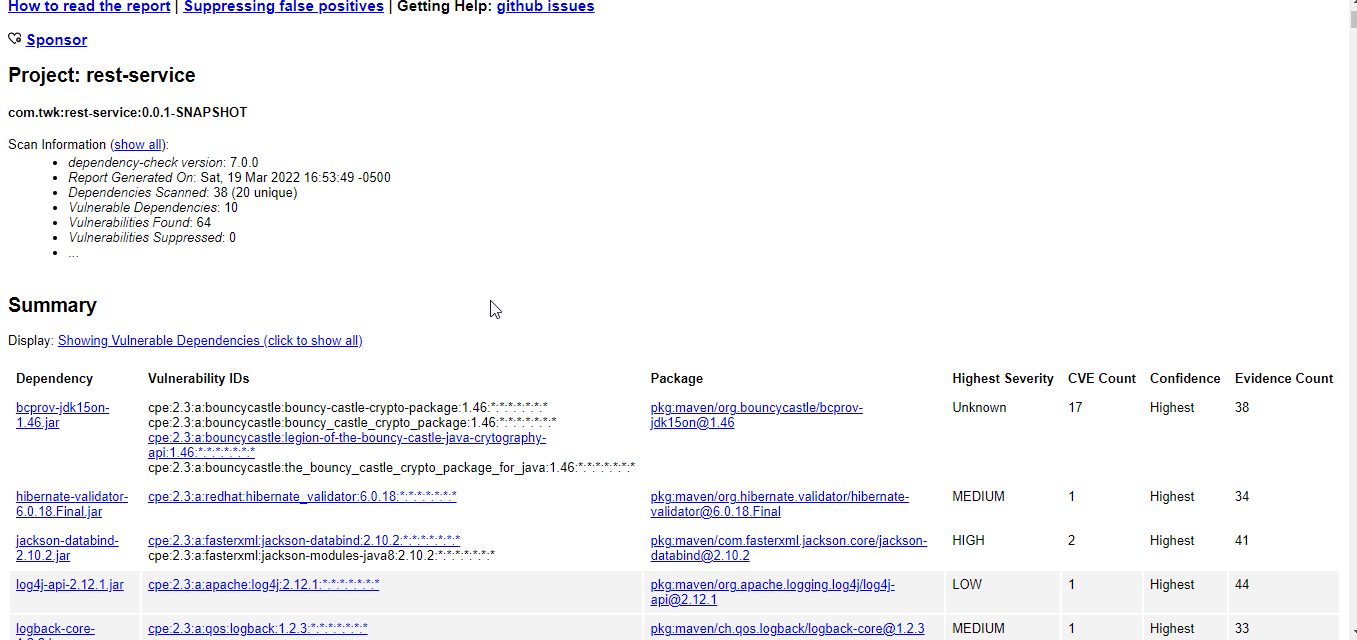 How to read the report | Suppressing false positives | Getting Help: github issues
Sponsor
Project: rest-service
com.twk:rest-service:0.0.1-SNAPSHOT
Scan Information (show all):
• dependency-check version: 7.0.0
• Report Generated On: Sat, 19 Mar 2022 16:53:49 -0500
• Dependencies Scanned: 38 (20 unique)
• Vulnerable Dependencies: 10
• Vulnerabilities Found: 64
• Vulnerabilities Suppressed: 0
• ...
Summary
Display: Showing Vulnerable Dependencies (click to show all)
Dependency Vulnerability IDs Package Highest Severity CVE Count Confidence Evidence Count
bcprov-jdk15on- cpe:2.3:a:bouncycastle:bouncy-castle-crypto-package:1.46:*:*:*:*:*:*:* pkg:maven/org.bouncycastle/bcprov- Unknown 17 Highest 38
1.46.jar cpe:2.3:a:bouncycastle:bouncy_castle_crypto_package:1.46:*:*:*:*:*:*:* jdk15on@1.46
cpe:2.3:a:bouncycastle:legion-of-the-bouncy-castle-java-crytography-
api:1.46:*:*:*:*:*:*:*
cpe:2.3:a:bouncycastle:the_bouncy_castle_crypto_package_for_java:1.46:*:*:*:*:*:*:*
hibernate-validator- cpe:2.3:a:redhat:hibernate_validator:6.0.18:*:*:*:*:*:*:* pkg:maven/org.hibernate.validator/hibernate- MEDIUM 1 Highest 34
6.0.18.Final.jar validator@6.0.18.Final
jackson-databind- cpe:2.3:a:fasterxml:jackson-databind:2.10.2:*:*:*:*:*:*:* pkg:maven/com.fasterxml.jackson.core/jackson- HIGH 2 Highest 41
2.10.2.jar cpe:2.3:a:fasterxml:jackson-modules-java8:2.10.2:*:*:*:*:*:*:* databind@2.10.2
log4j-api-2.12.1.jar cpe:2.3:a:apache:log4j:2.12.1:*:*:*:*:*:*:* pkg:maven/org.apache.logging.log4j/log4j- LOW 1 Highest 44
api@2.12.1
logback-core- cpe:2.3:a:qos:logback:1.2.3:*:*:*:*:*:*:* pkg:maven/ch.qos.logback/logback-core@1.2.3 MEDIUM 1 Highest 33